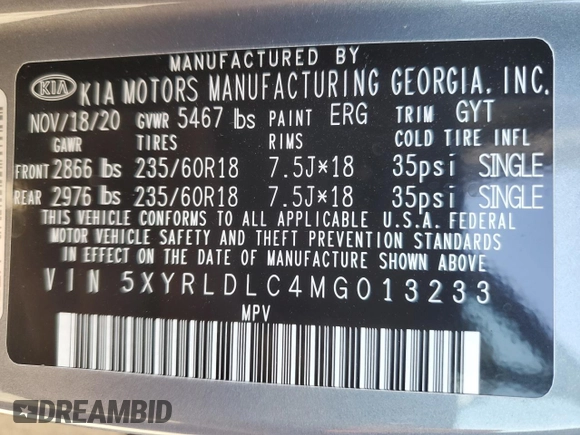 MANUFACTURED BY
KIA KIA MOTORS MANUFACTURING GEORGIA, INC.
NOV/18/20 GVWR 5467 lbs PAINT ERG TRIM GYT
GAWR TIRES RIMS COLD TIRE INFL
FRONT 2866 lbs 235/60R18 7.5J×18 35psi SINGLE
REAR 2976 lbs 235/60R18 7.5J×18 35psi SINGLE
THIS VEHICLE CONFORMS TO ALL APPLICABLE U.S.A. FEDERAL
MOTOR VEHICLE SAFETY AND THEFT PREVENTION STANDARDS
IN EFFECT ON THE DATE OF MANUFACTURE SHOWN ABOVE
VIN 5XYRLDLC4MG013233
MPV
DREAMBID